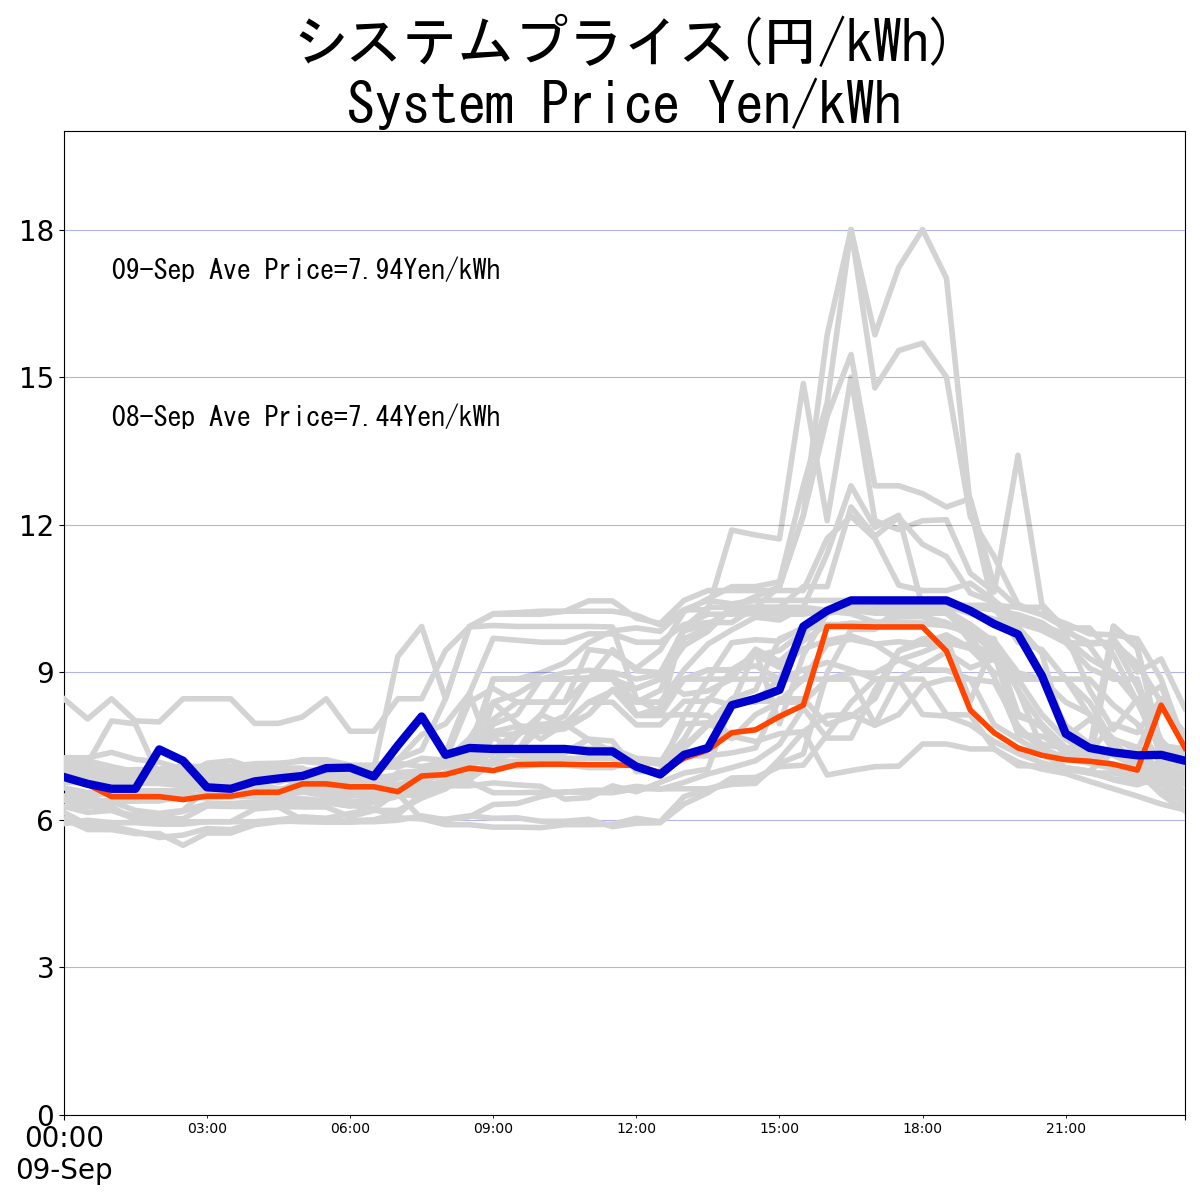 システムプライス(円/kWh)
System Price Yen/kWh
18
09-Sep Ave Price=7.94Yen/kWh
15
08-Sep Ave Price=7.44Yen/kWh
12
9
6
3
0
00:00 03:00 06:00 09:00 12:00 15:00 18:00 21:00
09-Sep